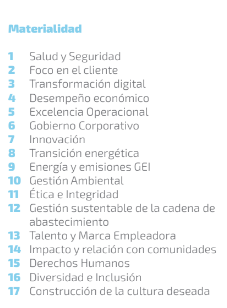 Materialidad
1 Salud y Seguridad
2 Foco en el cliente
3 Transformación digital
4 Desempeño económico
5 Excelencia Operacional
6 Gobierno Corporativo
7 Innovación
8 Transición energética
9 Energía y emisiones GEI
10 Gestión Ambiental
11 Ética e Integridad
12 Gestión sustentable de la cadena de
abastecimiento
13 Talento y Marca Empleadora
14 Impacto y relación con comunidades
15 Derechos Humanos
16 Diversidad e Inclusión
17 Construcción de la cultura deseada